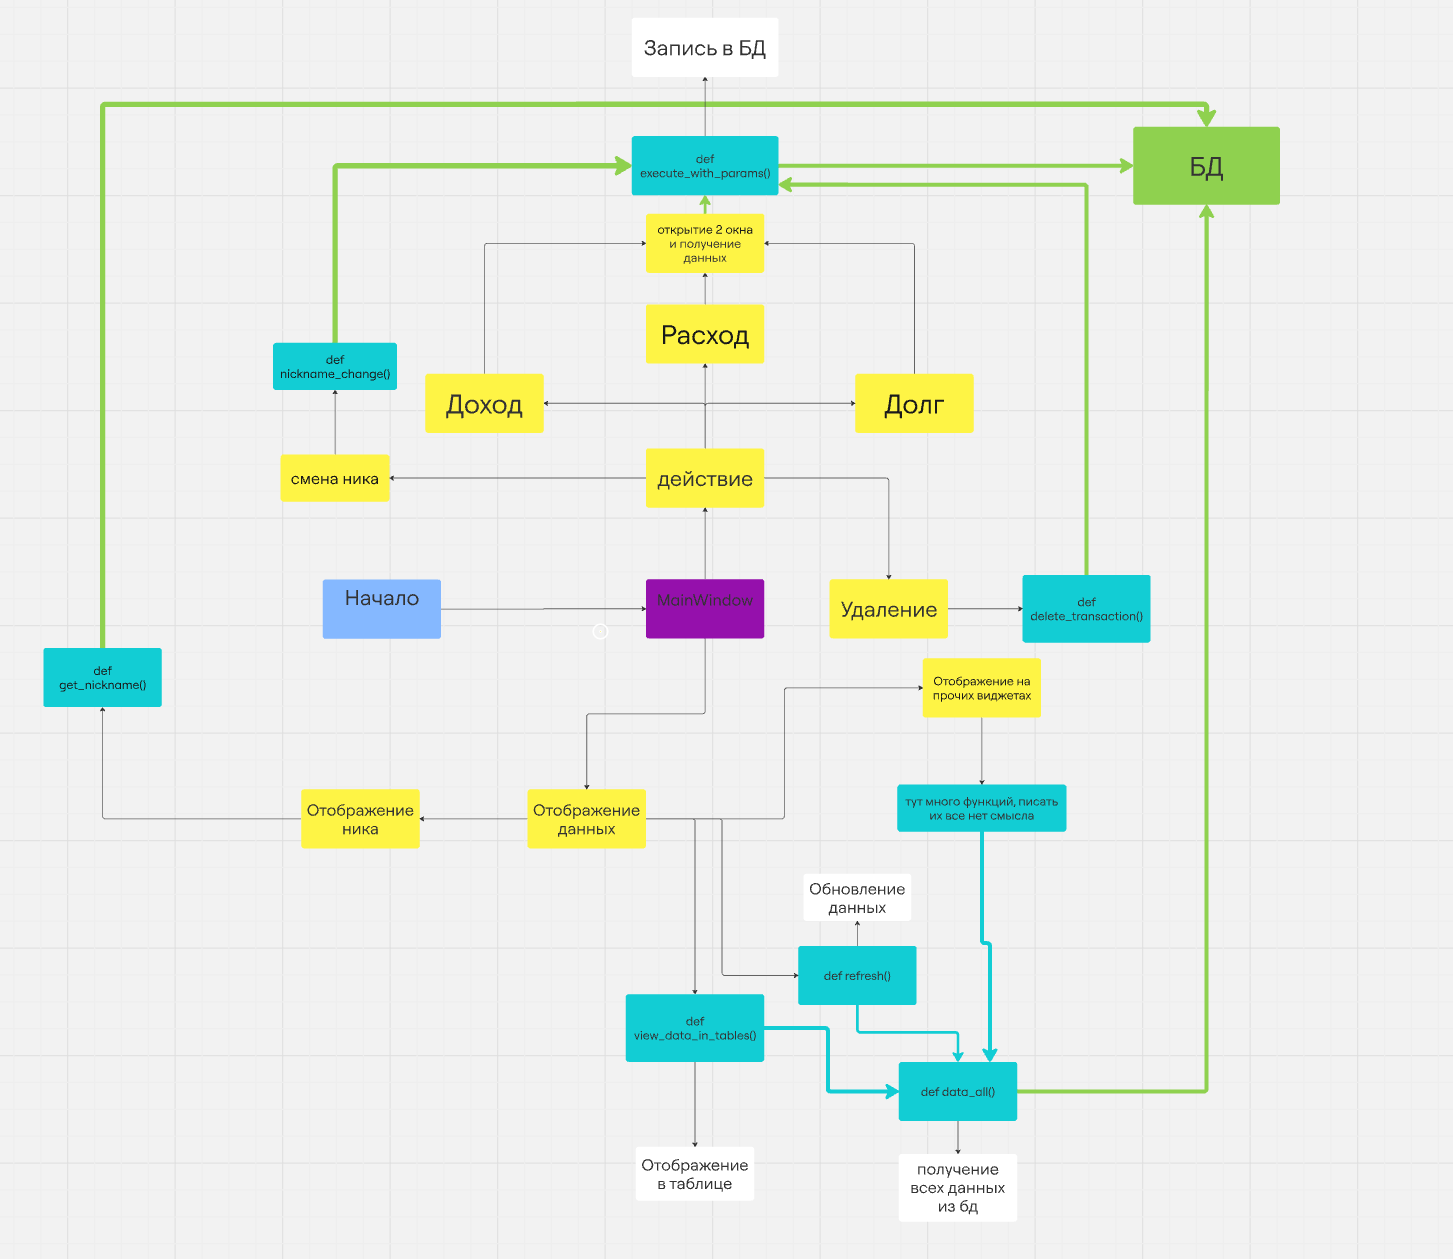 Запись в БД
def
execute_with_params()
БД
открытие 2 окна
и получение
данных
Расход
def
nickname_change()
Доход
Долг
смена ника
действие
Начало
MainWindow
Удаление
def
delete_transaction()
def
get_nickname()
Отображение на
прочих виджетах
Отображение
ника
Отображение
данных
тут много функций, писать
их все нет смысла
Обновление
данных
def refresh()
def
view_data_in_tables()
def data_all()
Отображение
в таблице
получение
всех данных
из бд